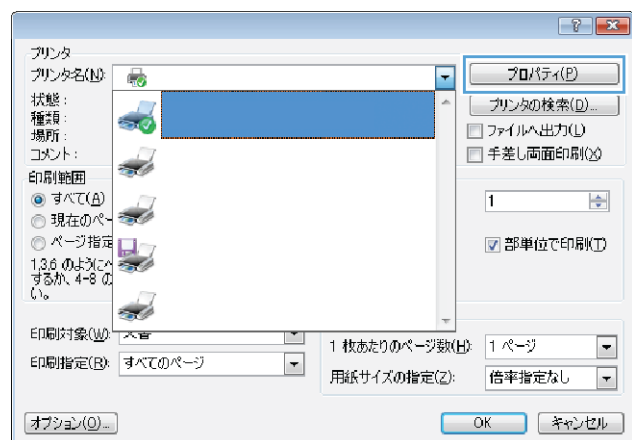 プリンタ
プリンタ名(N):
プロパティ(P)
状態:
種類:
場所:
コメント:
プリンタの検索(D)...
ファイルへ出力(L)
手差し両面印刷(X)
印刷範囲
すべて(A)
現在のペー
ページ指定
1,3,6 のように
するか、4-8 の
い。
1
部単位で印刷(T)
印刷対象(W):
印刷指定(R):
すべてのページ
1 枚あたりのページ数(H):
1 ページ
用紙サイズの指定(Z):
倍率指定なし
オプション(O)...
OK
キャンセル